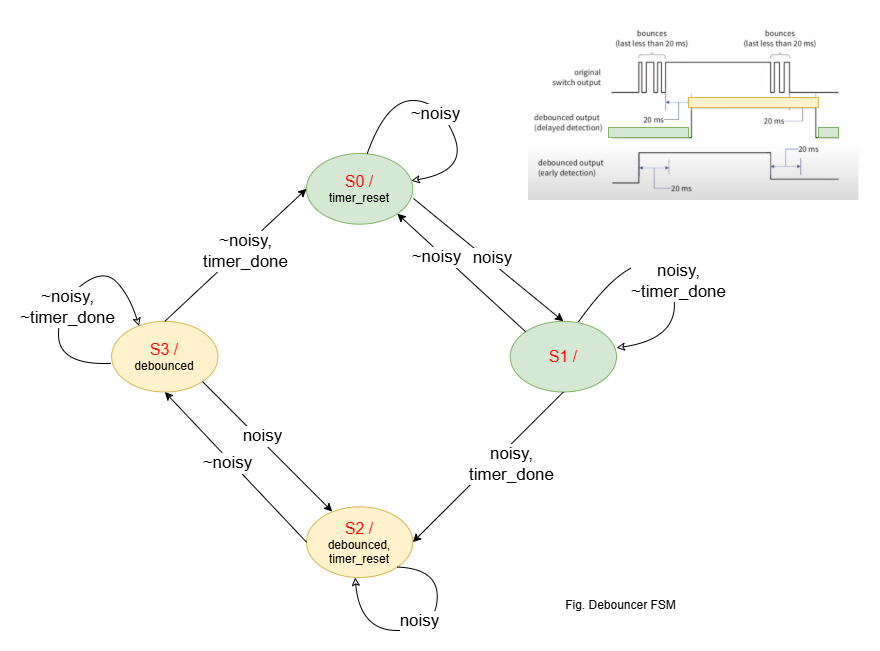 bounces
(last less than 20 ms)
bounces
(last less than 20 ms)
original
switch output
20 ms
20 ms
debounced output
(delayed detection)
debounced output
(early detection)
20 ms
20 ms
~noisy
S0 /
timer_reset
~noisy,
timer_done
~noisy
noisy
~noisy,
~timer_done
noisy,
~timer_done
S3 /
debounced
S1 /
noisy
~noisy
noisy,
timer_done
S2 /
debounced,
timer_reset
noisy
Fig. Debouncer FSM